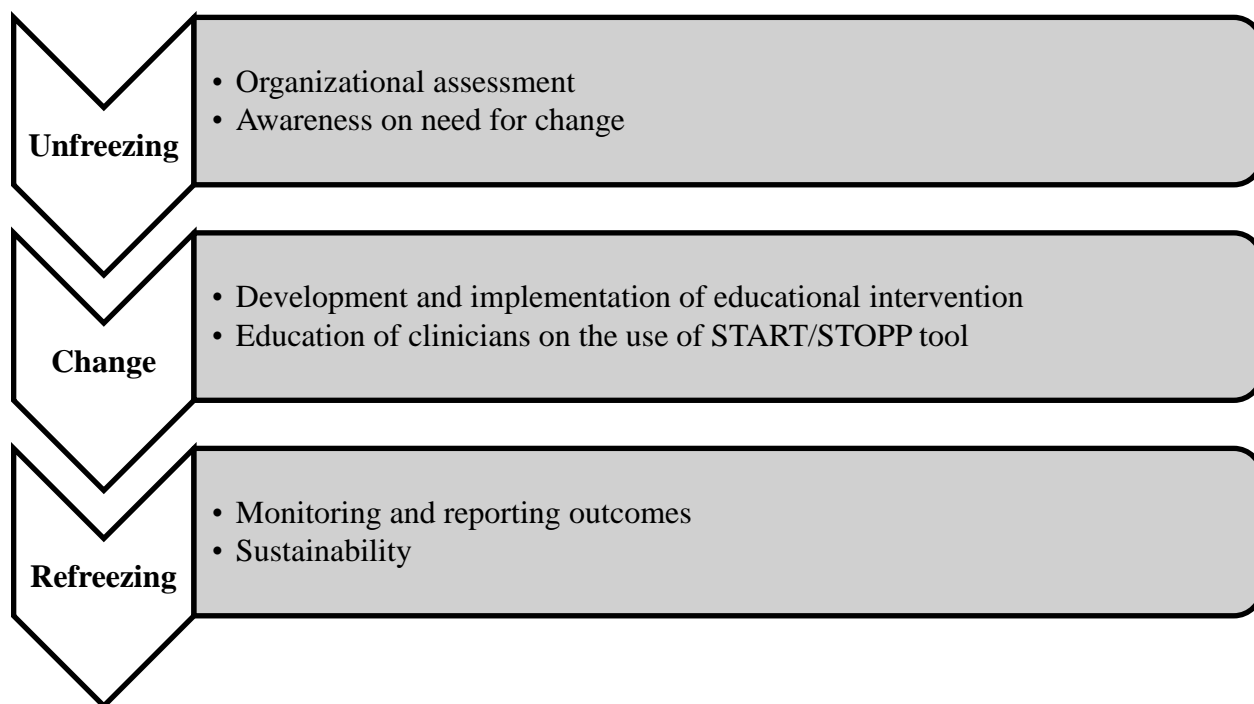 Unfreezing
• Organizational assessment
• Awareness on need for change
Change
• Development and implementation of educational intervention
• Education of clinicians on the use of START/STOPP tool
Refreezing
• Monitoring and reporting outcomes
• Sustainability